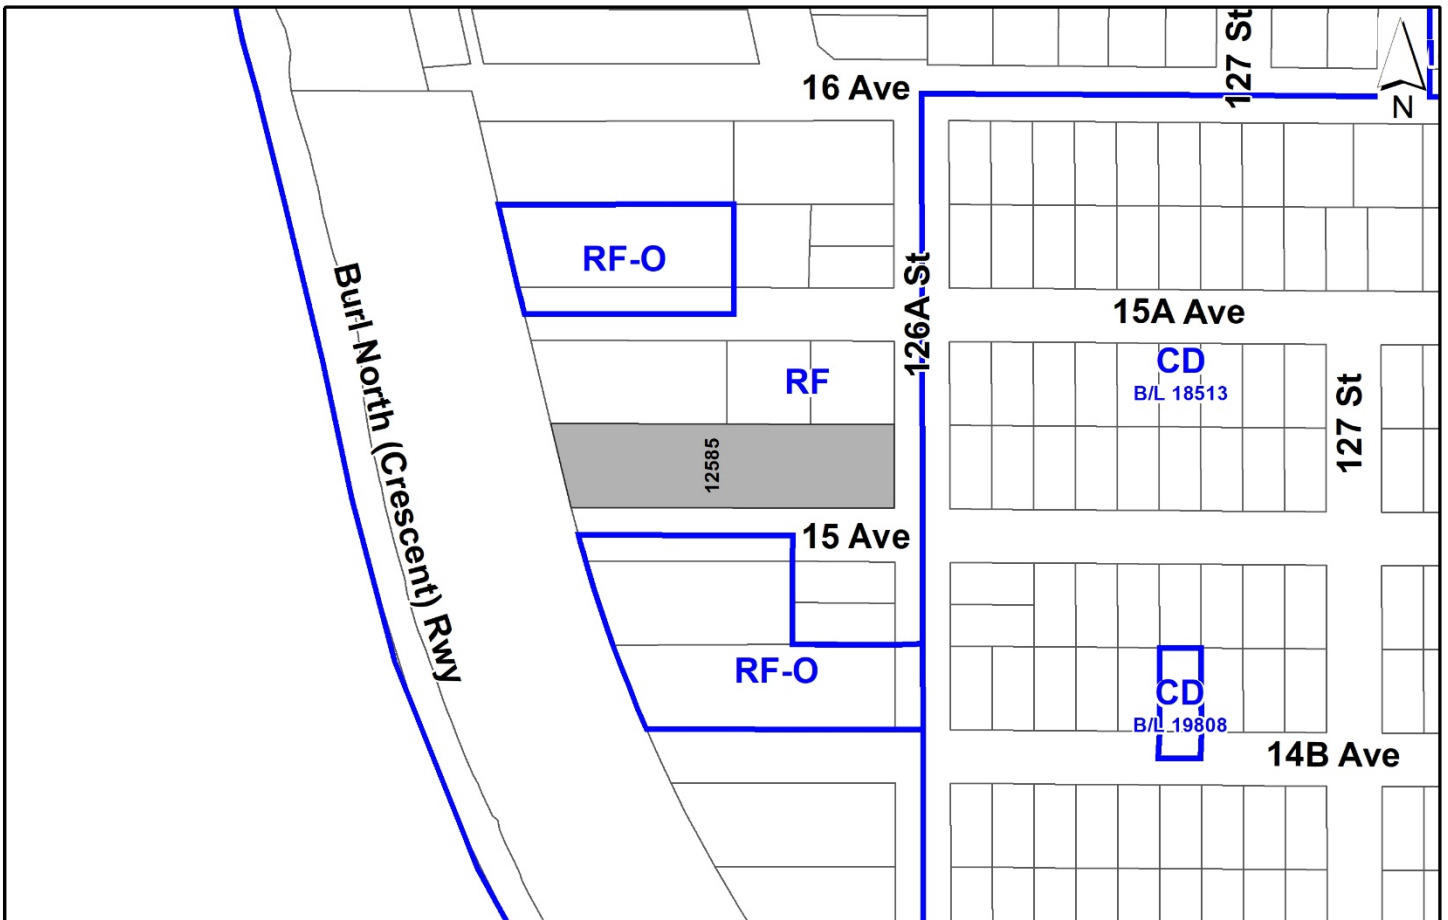 127 St
16 Ave
N
RF-O
126A St
15A Ave
Burl North (Crescent) Rwy
CD
B/L 18513
RF
127 St
12585
15 Ave
RF-O
CD
B/L 19808
14B Ave